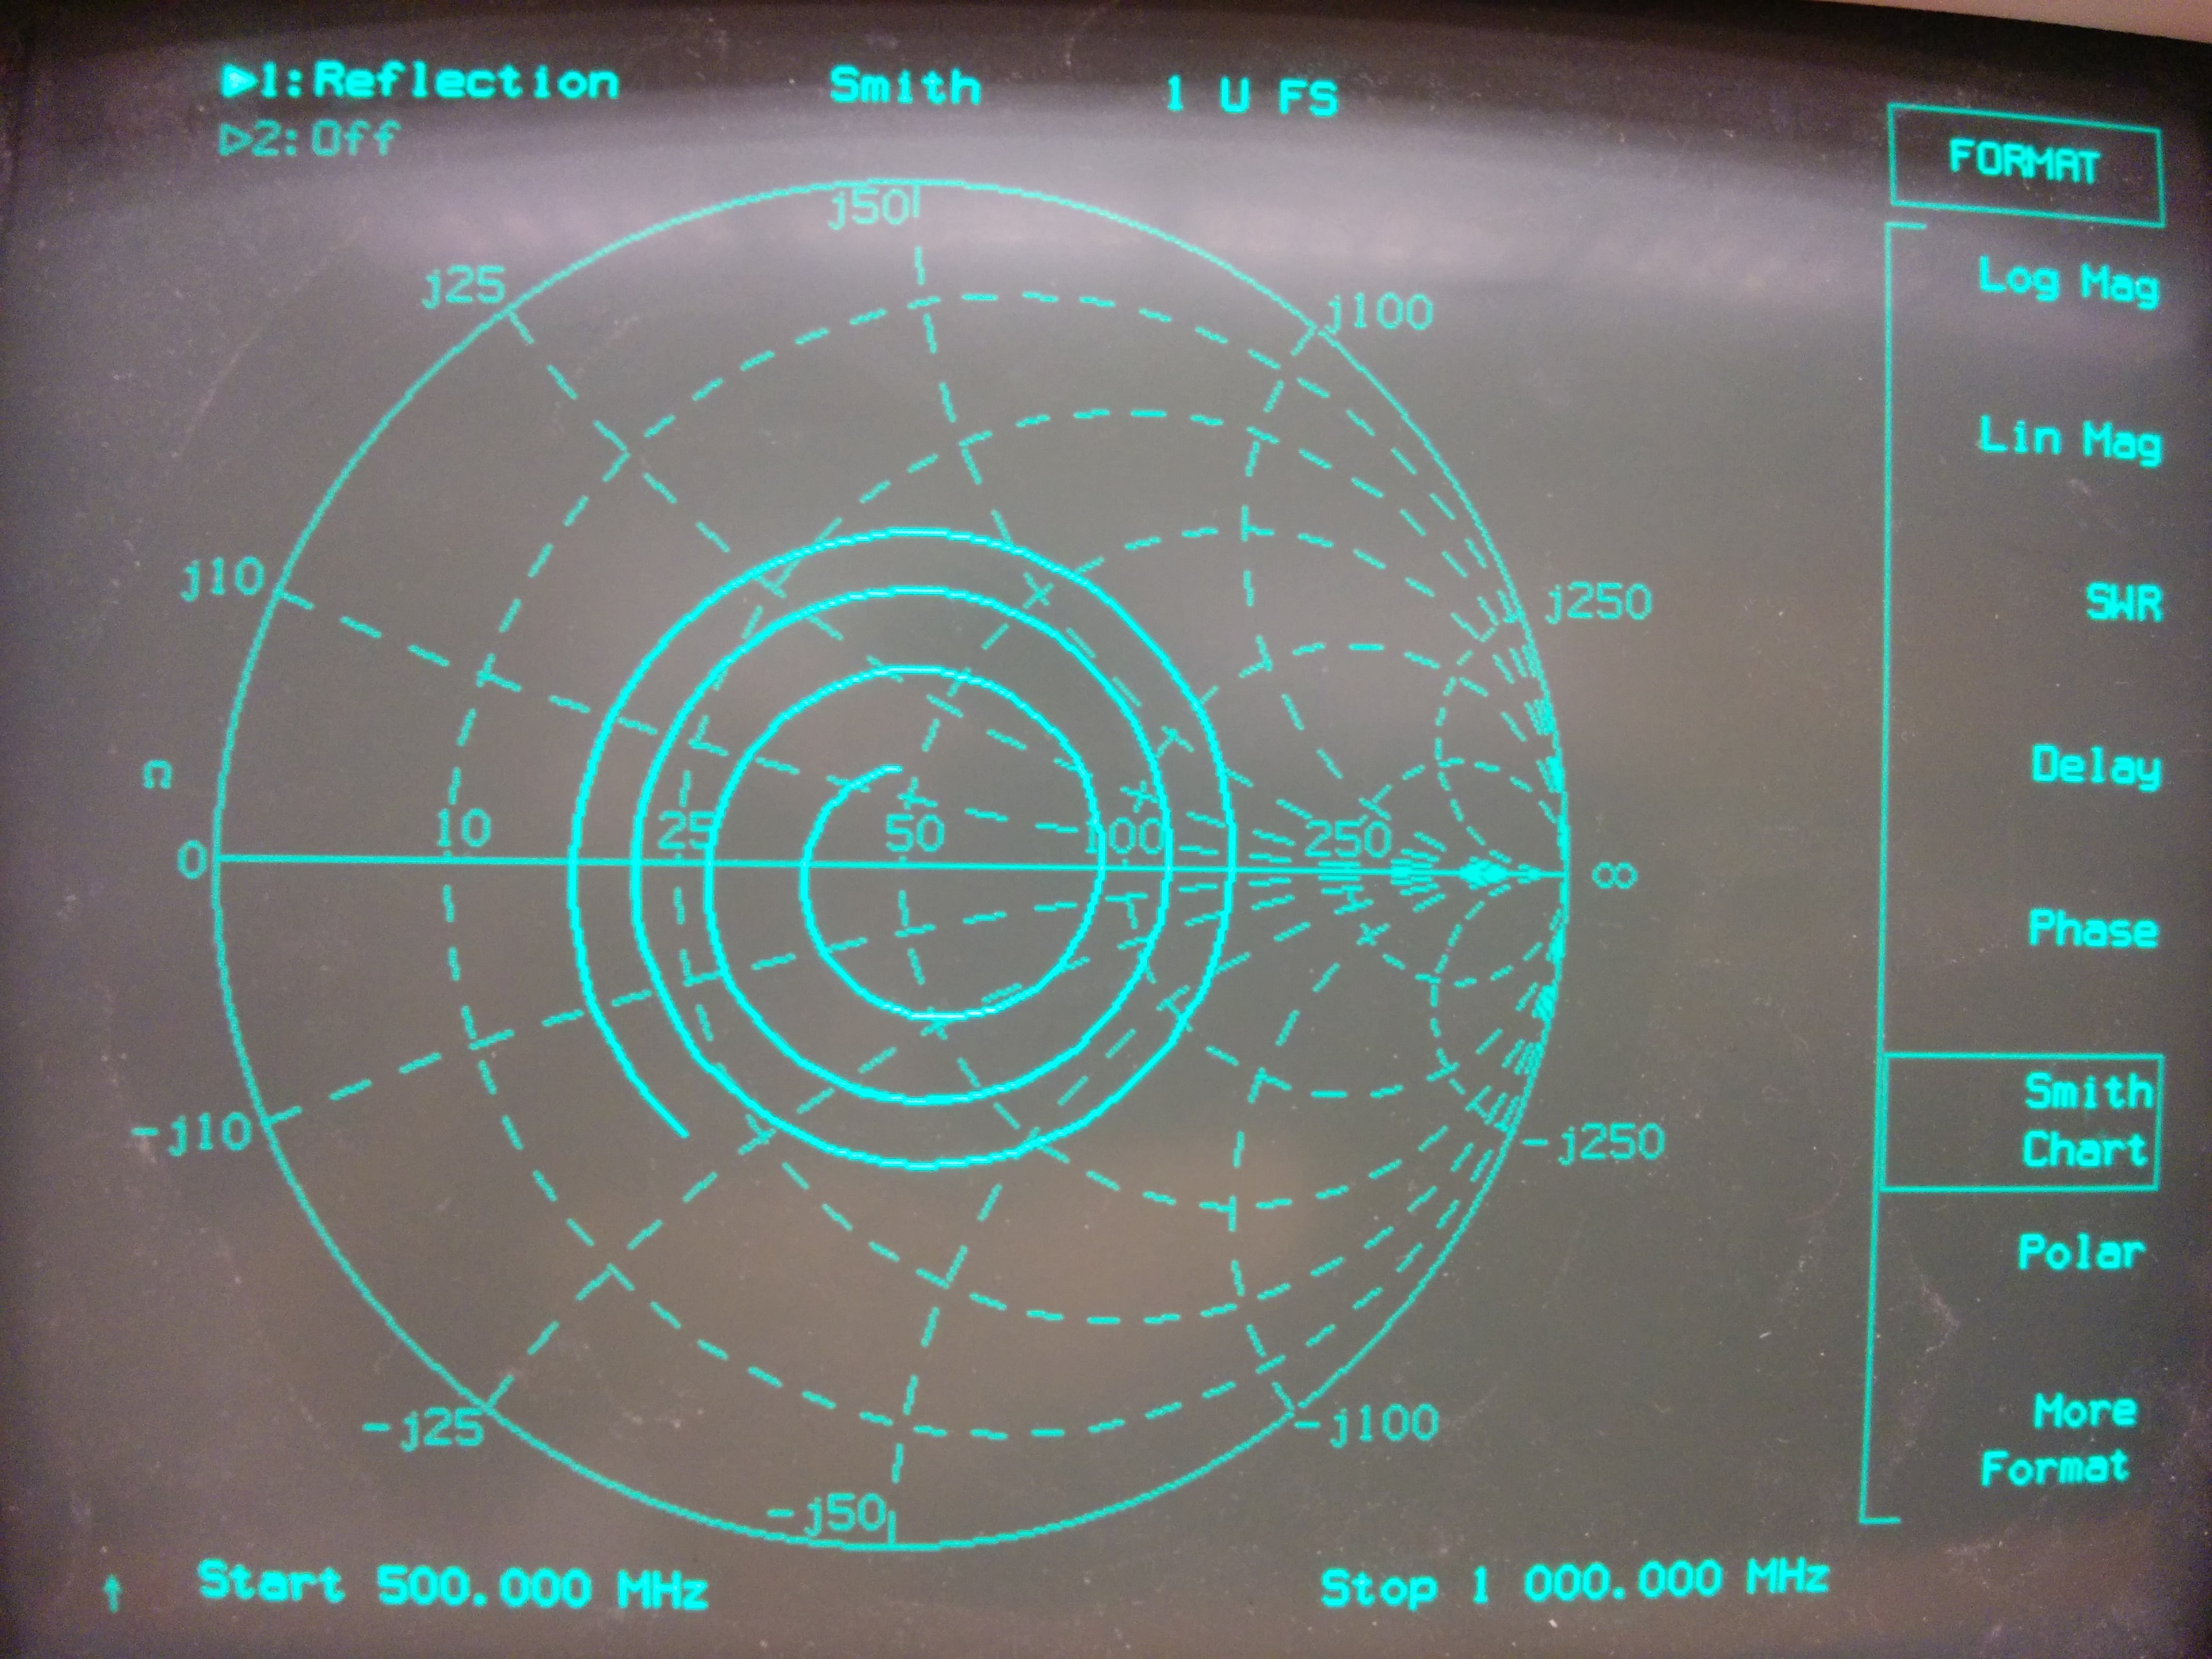 ▷1:Reflection Smith 1 U FS
▷2:Off
FORMAT
Log Mag
Lin Mag
SWR
Delay
Phase
Smith
Chart
Polar
More
Format
j50
j25
j100
j10
j250
Ω
10
25
50
100
250
0
∞
-j10
-j250
-j25
-j100
-j50
↑ Start 500.000 MHz Stop 1 000.000 MHz